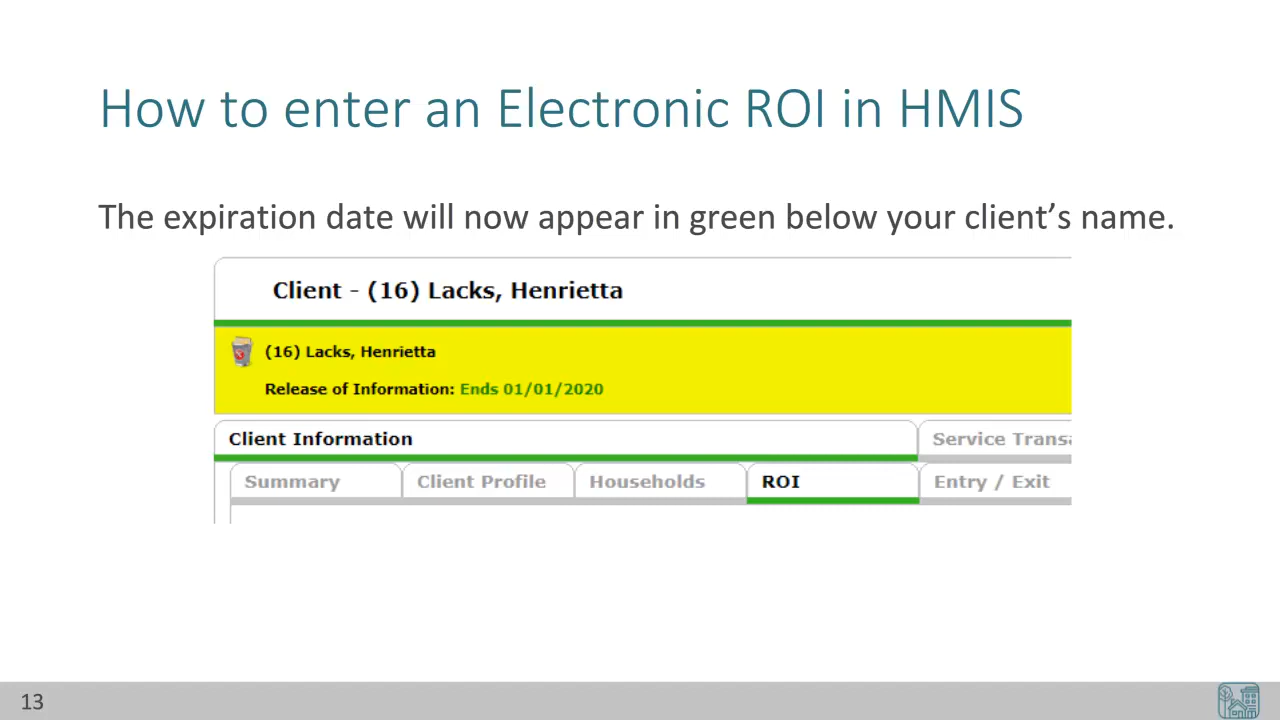 How to enter an Electronic ROI in HMIS
The expiration date will now appear in green below your client’s name.
Client - (16) Lacks, Henrietta
(16) Lacks, Henrietta
Release of Information: Ends 01/01/2020
Client Information
Service Transa
Summary
Client Profile
Households
ROI
Entry / Exit
13